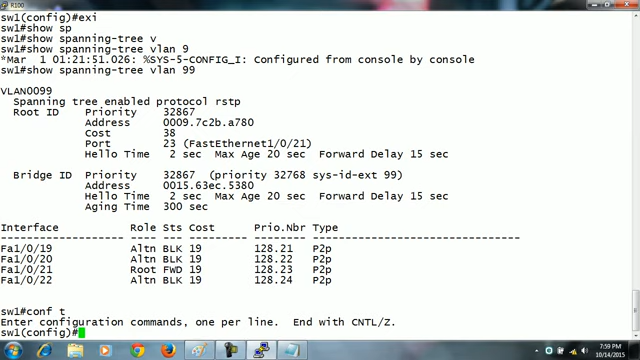 R100
sw1(config)#exi
sw1#show sp
sw1#show spanning-tree v
sw1#show spanning-tree vlan 9
*Mar  1 01:21:51.026: %SYS-5-CONFIG_I: Configured from console by console
sw1#show spanning-tree vlan 99
VLAN0099
Spanning tree enabled protocol rstp
Root ID    Priority    32867
Address     0009.7c2b.a780
Cost        38
Port        23 (FastEthernet1/0/21)
Hello Time   2 sec  Max Age 20 sec  Forward Delay 15 sec
Bridge ID  Priority    32867  (priority 32768 sys-id-ext 99)
Address     0015.63ec.5380
Hello Time   2 sec  Max Age 20 sec  Forward Delay 15 sec
Aging Time  300 sec
Interface           Role Sts Cost      Prio.Nbr Type
Fa1/0/19            Altn BLK 19        128.21   P2p
Fa1/0/20            Altn BLK 19        128.22   P2p
Fa1/0/21            Root FWD 19        128.23   P2p
Fa1/0/22            Altn BLK 19        128.24   P2p
sw1#conf t
Enter configuration commands, one per line.  End with CNTL/Z.
sw1(config)#
7:59 PM
10/14/2015